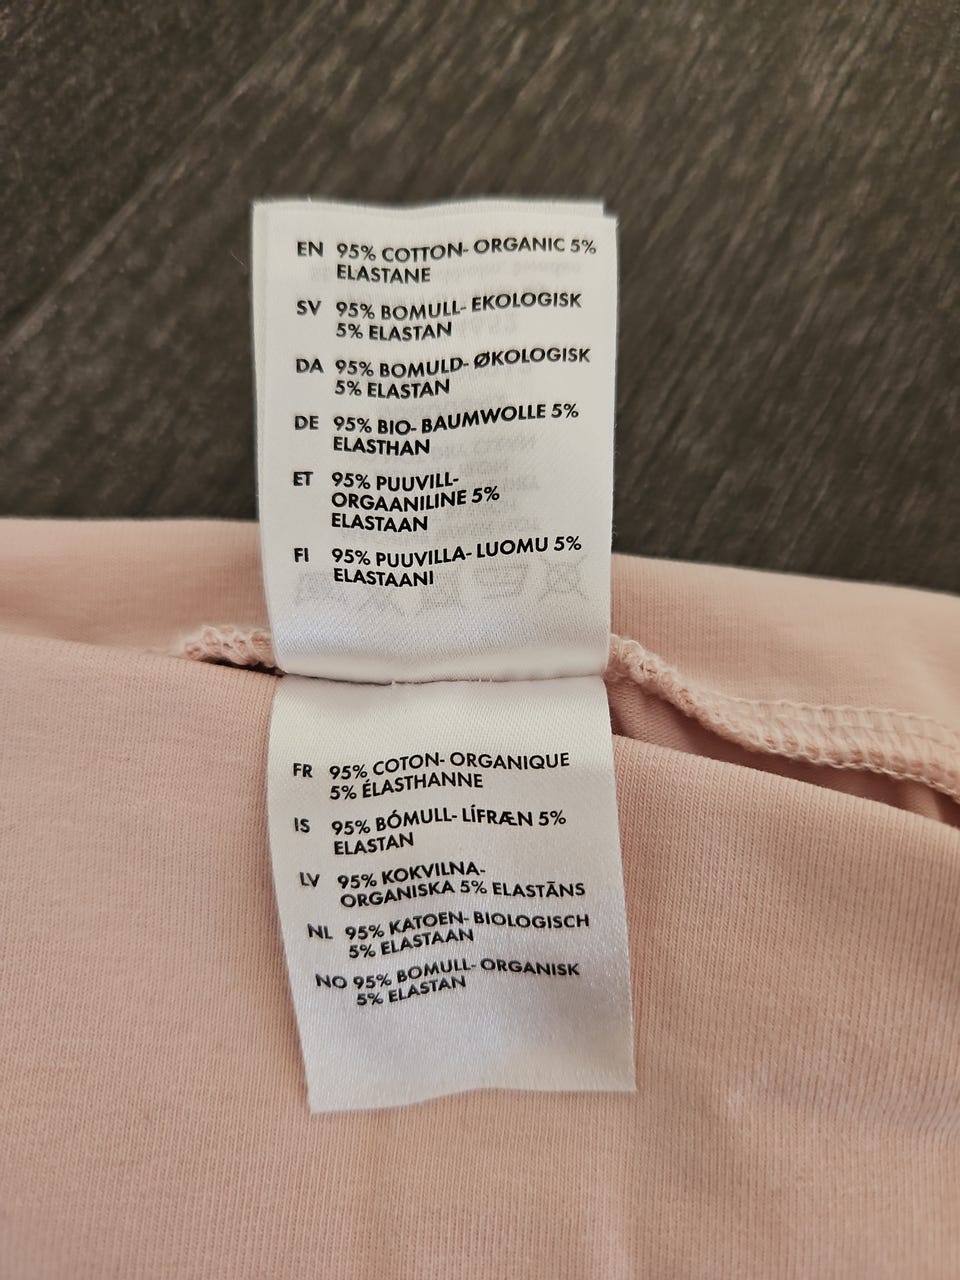 EN 95% COTTON- ORGANIC 5%
ELASTANE
SV 95% BOMULL- EKOLOGISK
5% ELASTAN
DA 95% BOMULD- ØKOLOGISK
5% ELASTAN
DE 95% BIO- BAUMWOLLE 5%
ELASTHAN
ET 95% PUUVILL-
ORGAANILINE 5%
ELASTAAN
FI 95% PUUVILLA- LUOMU 5%
ELASTAANI
FR 95% COTON- ORGANIQUE
5% ÉLASTHANNE
IS 95% BÓMULL- LÍFRÆN 5%
ELASTAN
LV 95% KOKVILNA-
ORGANISKA 5% ELASTĀNS
NL 95% KATOEN- BIOLOGISCH
5% ELASTAAN
NO 95% BOMULL- ORGANISK
5% ELASTAN